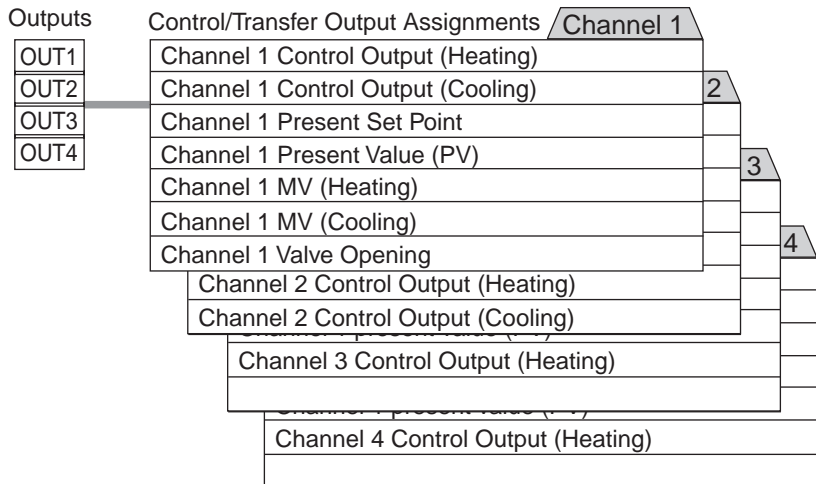 Outputs
Control/Transfer Output Assignments
Channel 1
OUT1
OUT2
OUT3
OUT4
Channel 1 Control Output (Heating)
Channel 1 Control Output (Cooling)
Channel 1 Present Set Point
Channel 1 Present Value (PV)
Channel 1 MV (Heating)
Channel 1 MV (Cooling)
Channel 1 Valve Opening
2
Channel 2 Control Output (Heating)
Channel 2 Control Output (Cooling)
3
Channel 3 Control Output (Heating)
4
Channel 4 Control Output (Heating)